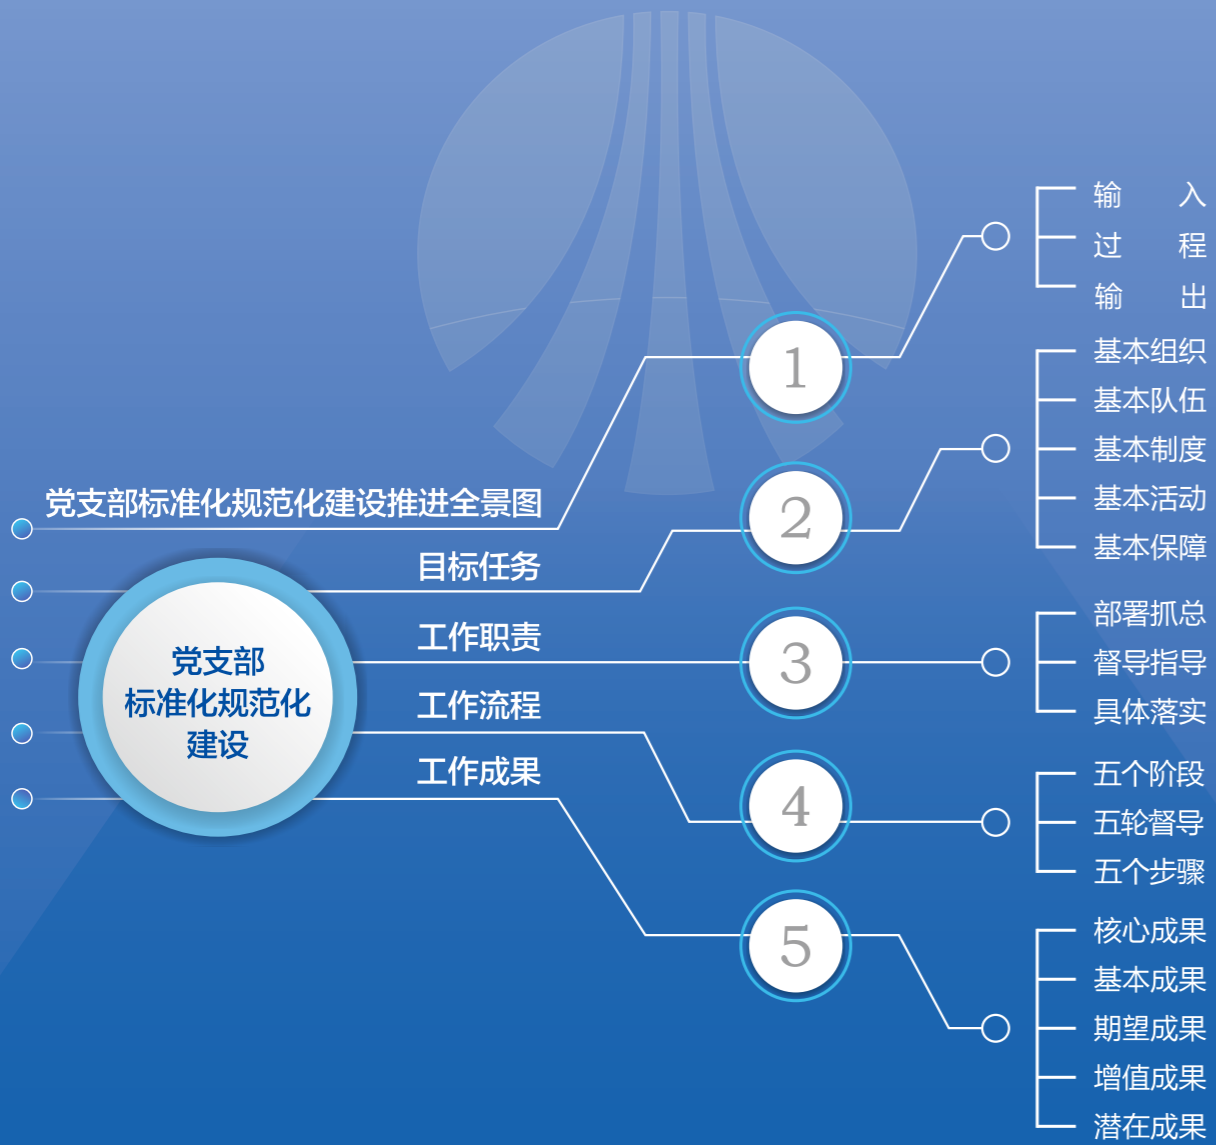 党支部
标准化规范化
建设
党支部标准化规范化建设推进全景图
1
输入
过程
输出
目标任务
2
基本组织
基本队伍
基本制度
基本活动
基本保障
工作职责
3
部署抓总
督导指导
具体落实
工作流程
4
五个阶段
五轮督导
五个步骤
工作成果
5
核心成果
基本成果
期望成果
增值成果
潜在成果